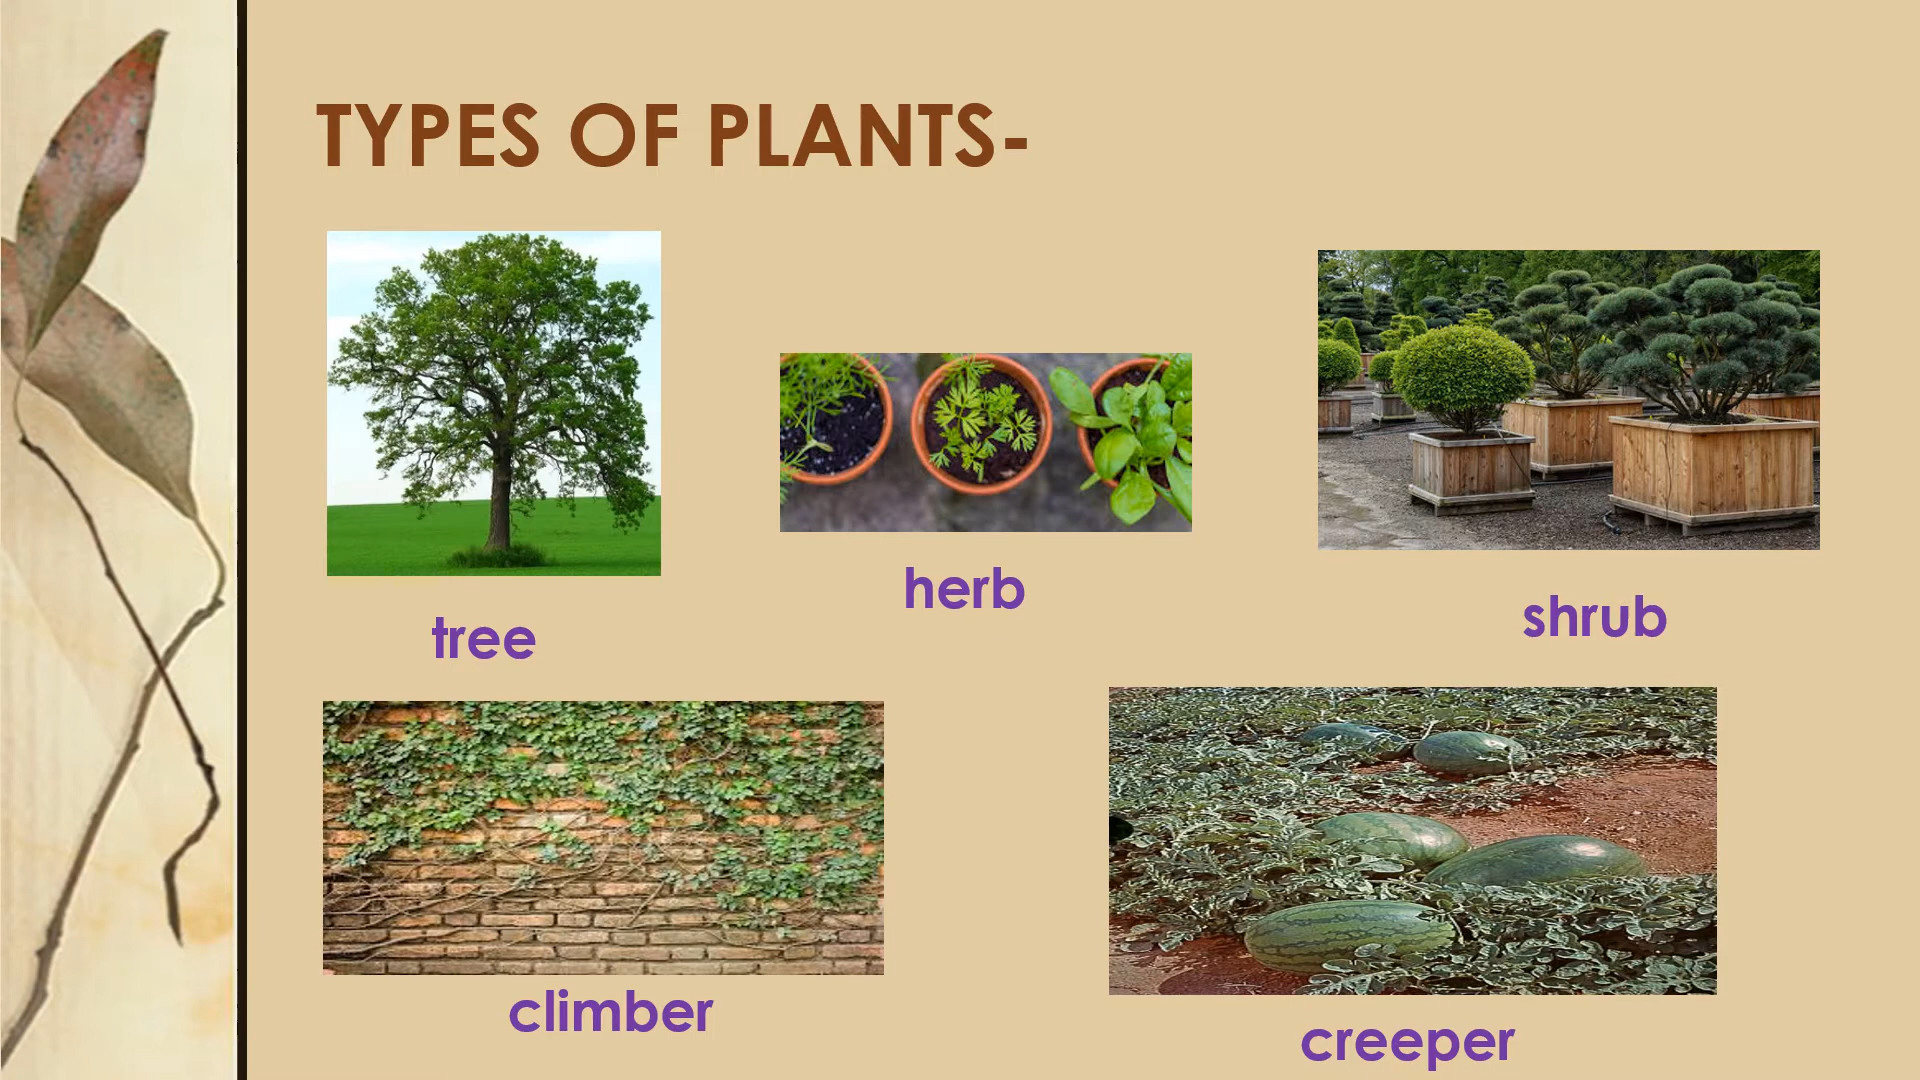 TYPES OF PLANTS-
tree
herb
shrub
climber
creeper